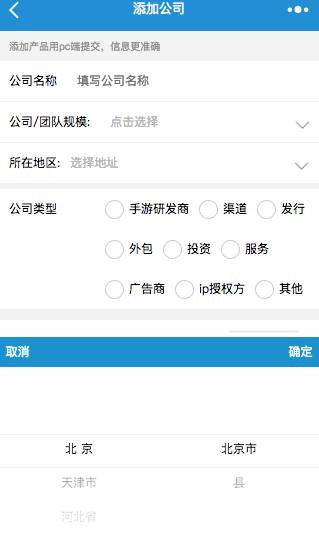 添加公司
添加产品用pc端提交，信息更准确
公司名称 填写公司名称
公司/团队规模: 点击选择
所在地区: 选择地址
公司类型 手游研发商 渠道 发行
外包 投资 服务
广告商 ip授权方 其他
取消 确定
北 京 北京市
天津市 县
河北省